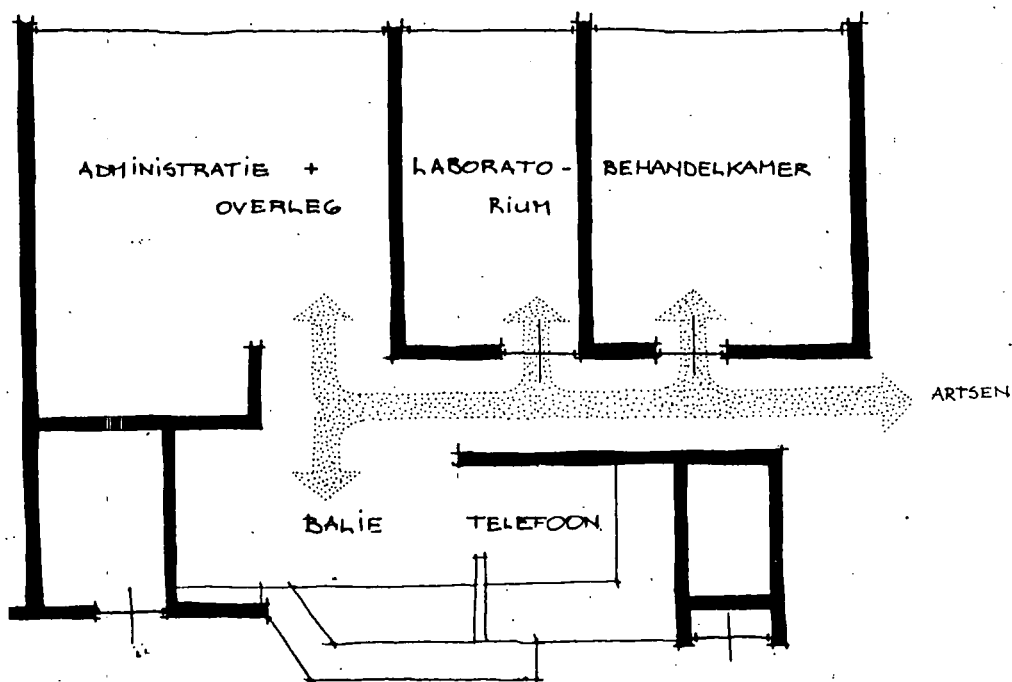 ADMINISTRATIE +
OVERLEG
LABORATO-
RIUM
BEHANDELKAMER
ARTSEN
BALIE
TELEFOON